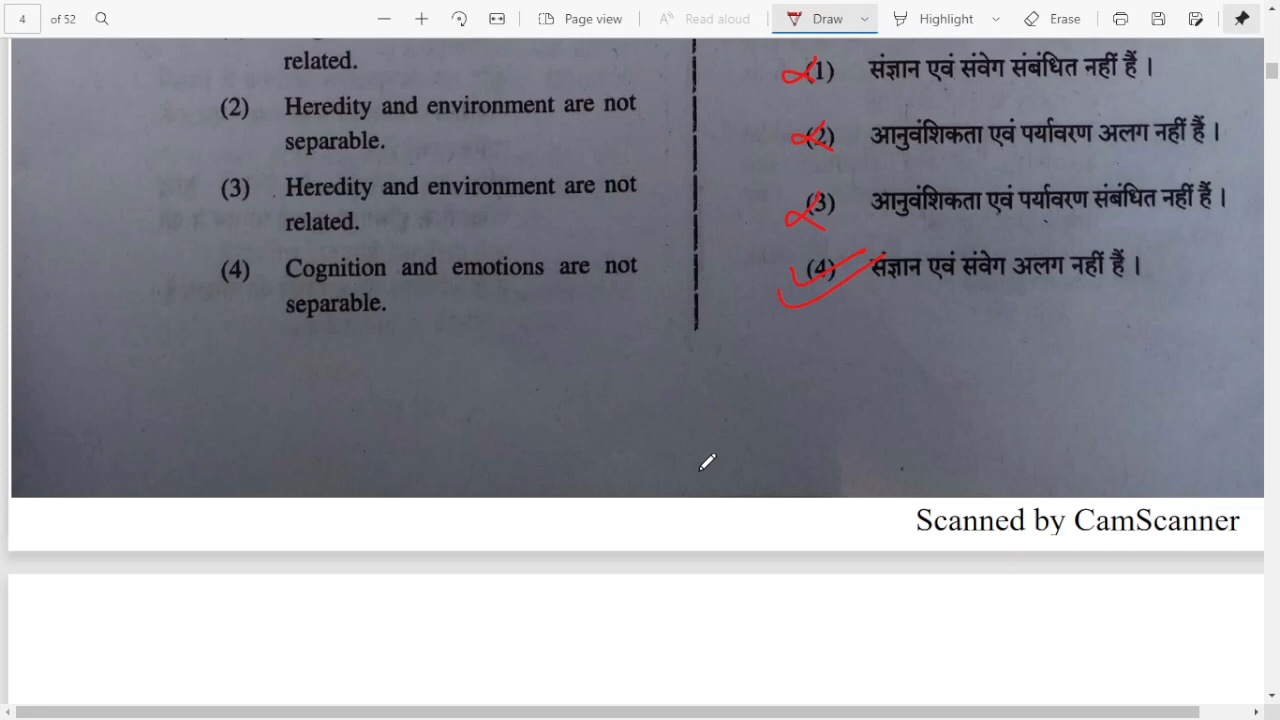 4 of 52 Page view Read aloud Draw Highlight Erase
related.
(2) Heredity and environment are not
separable.
(3) Heredity and environment are not
related.
(4) Cognition and emotions are not
separable.
(1) संज्ञान एवं संवेग संबंधित नहीं हैं ।
(2) आनुवंशिकता एवं पर्यावरण अलग नहीं हैं ।
(3) आनुवंशिकता एवं पर्यावरण संबंधित नहीं हैं ।
(4) संज्ञान एवं संवेग अलग नहीं हैं ।
Scanned by CamScanner